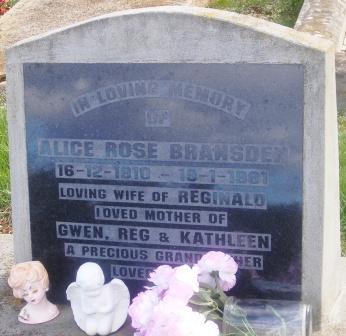 IN LOVING MEMORY
OF
ALICE ROSE BRANSDEN
16-12-1910 - 18-1-1981
LOVING WIFE OF REGINALD
LOVED MOTHER OF
GWEN, REG & KATHLEEN
A PRECIOUS
LOVED